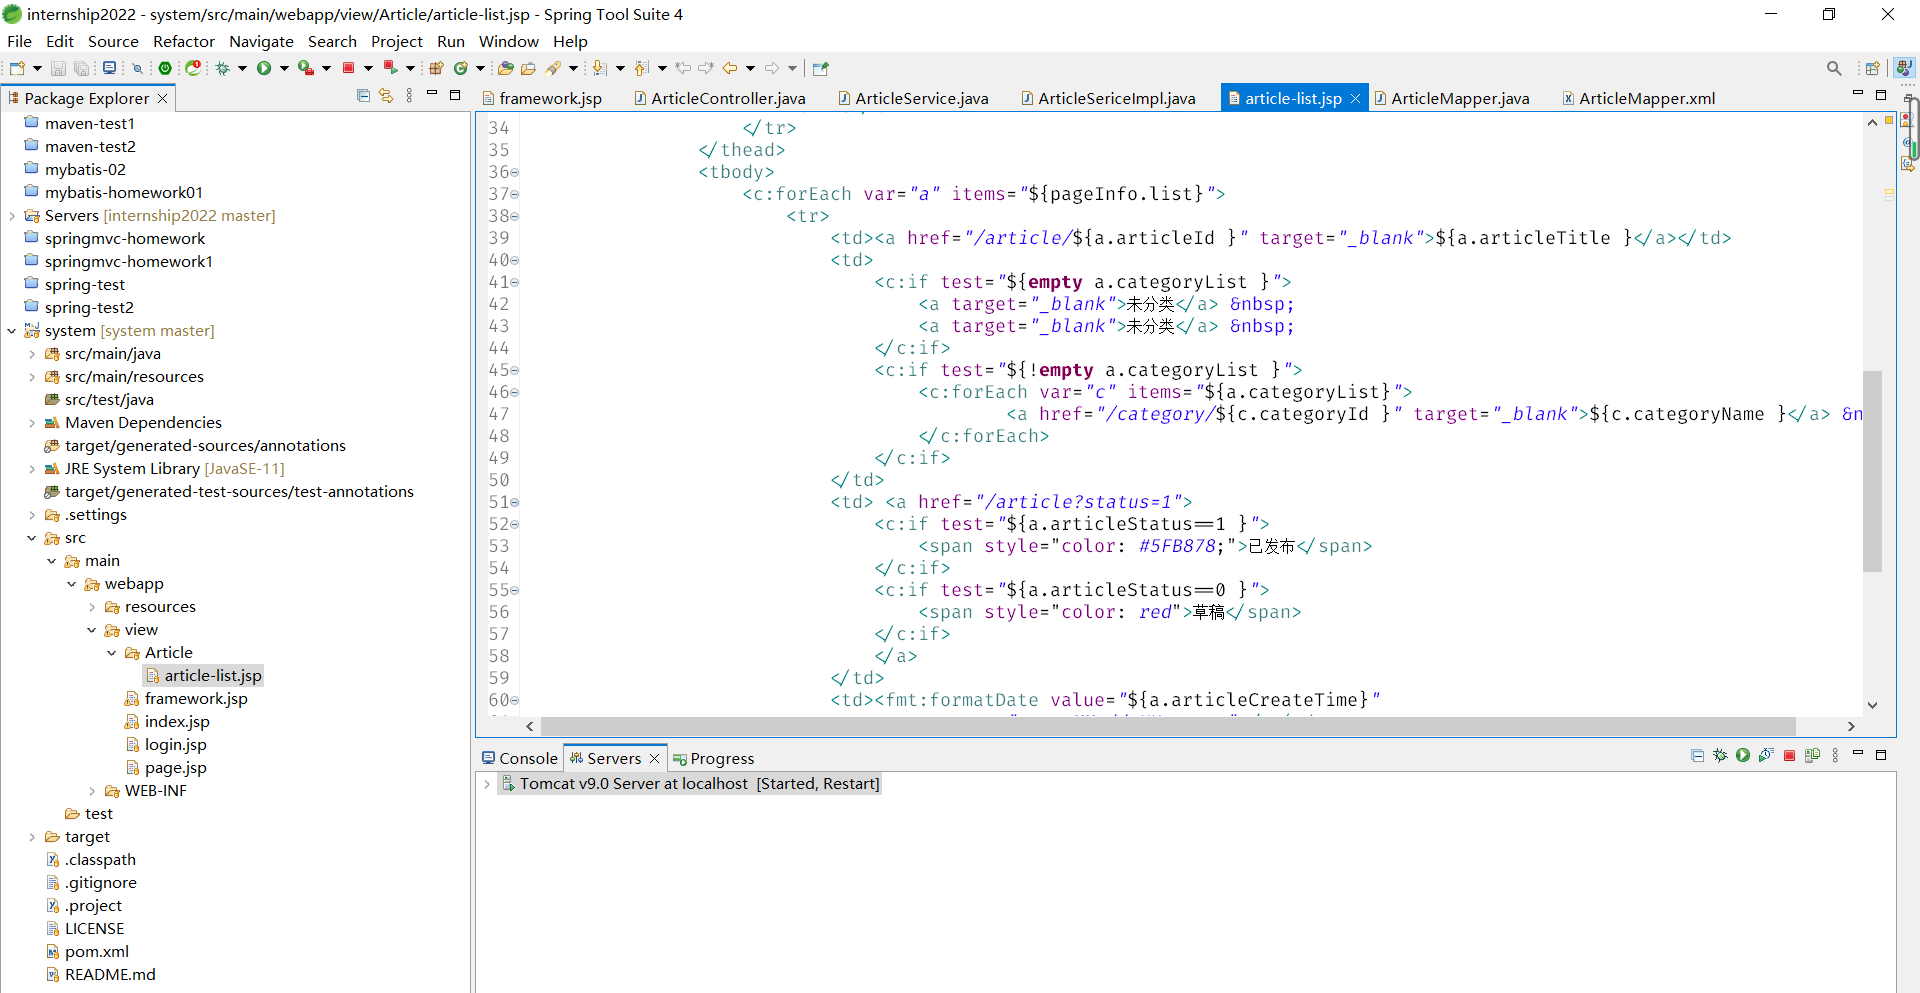 internship2022 - system/src/main/webapp/view/Article/article-list.jsp - Spring Tool Suite 4
File Edit Source Refactor Navigate Search Project Run Window Help
Package Explorer
maven-test1
maven-test2
mybatis-02
mybatis-homework01
Servers [internship2022 master]
springmvc-homework
springmvc-homework1
spring-test
spring-test2
system [system master]
src/main/java
src/main/resources
src/test/java
Maven Dependencies
target/generated-sources/annotations
JRE System Library [JavaSE-11]
target/generated-test-sources/test-annotations
.settings
src
main
webapp
resources
view
Article
article-list.jsp
framework.jsp
index.jsp
login.jsp
page.jsp
WEB-INF
test
target
.classpath
.gitignore
.project
LICENSE
pom.xml
README.md
framework.jsp ArticleController.java ArticleService.java ArticleSericeImpl.java article-list.jsp ArticleMapper.java ArticleMapper.xml
34 </tr>
35 </thead>
36 <tbody>
37 <c:forEach var="a" items="${pageInfo.list}">
38 <tr>
39 <td><a href="/article/${a.articleId }" target="_blank">${a.articleTitle }</a></td>
40 <td>
41 <c:if test="${empty a.categoryList }">
42 <a target="_blank">未分类</a> &nbsp;
43 <a target="_blank">未分类</a> &nbsp;
44 </c:if>
45 <c:if test="${!empty a.categoryList }">
46 <c:forEach var="c" items="${a.categoryList}">
47 <a href="/category/${c.categoryId }" target="_blank">${c.categoryName }</a> &n
48 </c:forEach>
49 </c:if>
50 </td>
51 <td> <a href="/article?status=1">
52 <c:if test="${a.articleStatus==1 }">
53 <span style="color: #5FB878;">已发布</span>
54 </c:if>
55 <c:if test="${a.articleStatus==0 }">
56 <span style="color: red">草稿</span>
57 </c:if>
58 </a>
59 </td>
60 <td><fmt:formatDate value="${a.articleCreateTime}"
Console Servers Progress
Tomcat v9.0 Server at localhost [Started, Restart]